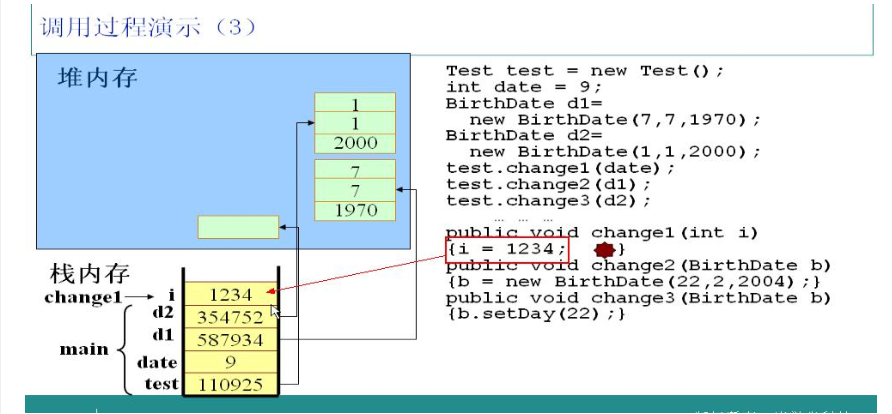 调用过程演示（3）
堆内存
1
1
2000
7
7
1970
栈内存
change1
i
1234
d2
354752
d1
587934
main
date
9
test
110925
Test test = new Test();
int date = 9;
BirthDate d1=
new BirthDate(7,7,1970);
BirthDate d2=
new BirthDate(1,1,2000);
test.change1(date);
test.change2(d1);
test.change3(d2);
… … …
public void change1(int i)
{i = 1234; }
public void change2(BirthDate b)
{b = new BirthDate(22,2,2004);}
public void change3(BirthDate b)
{b.setDay(22);}